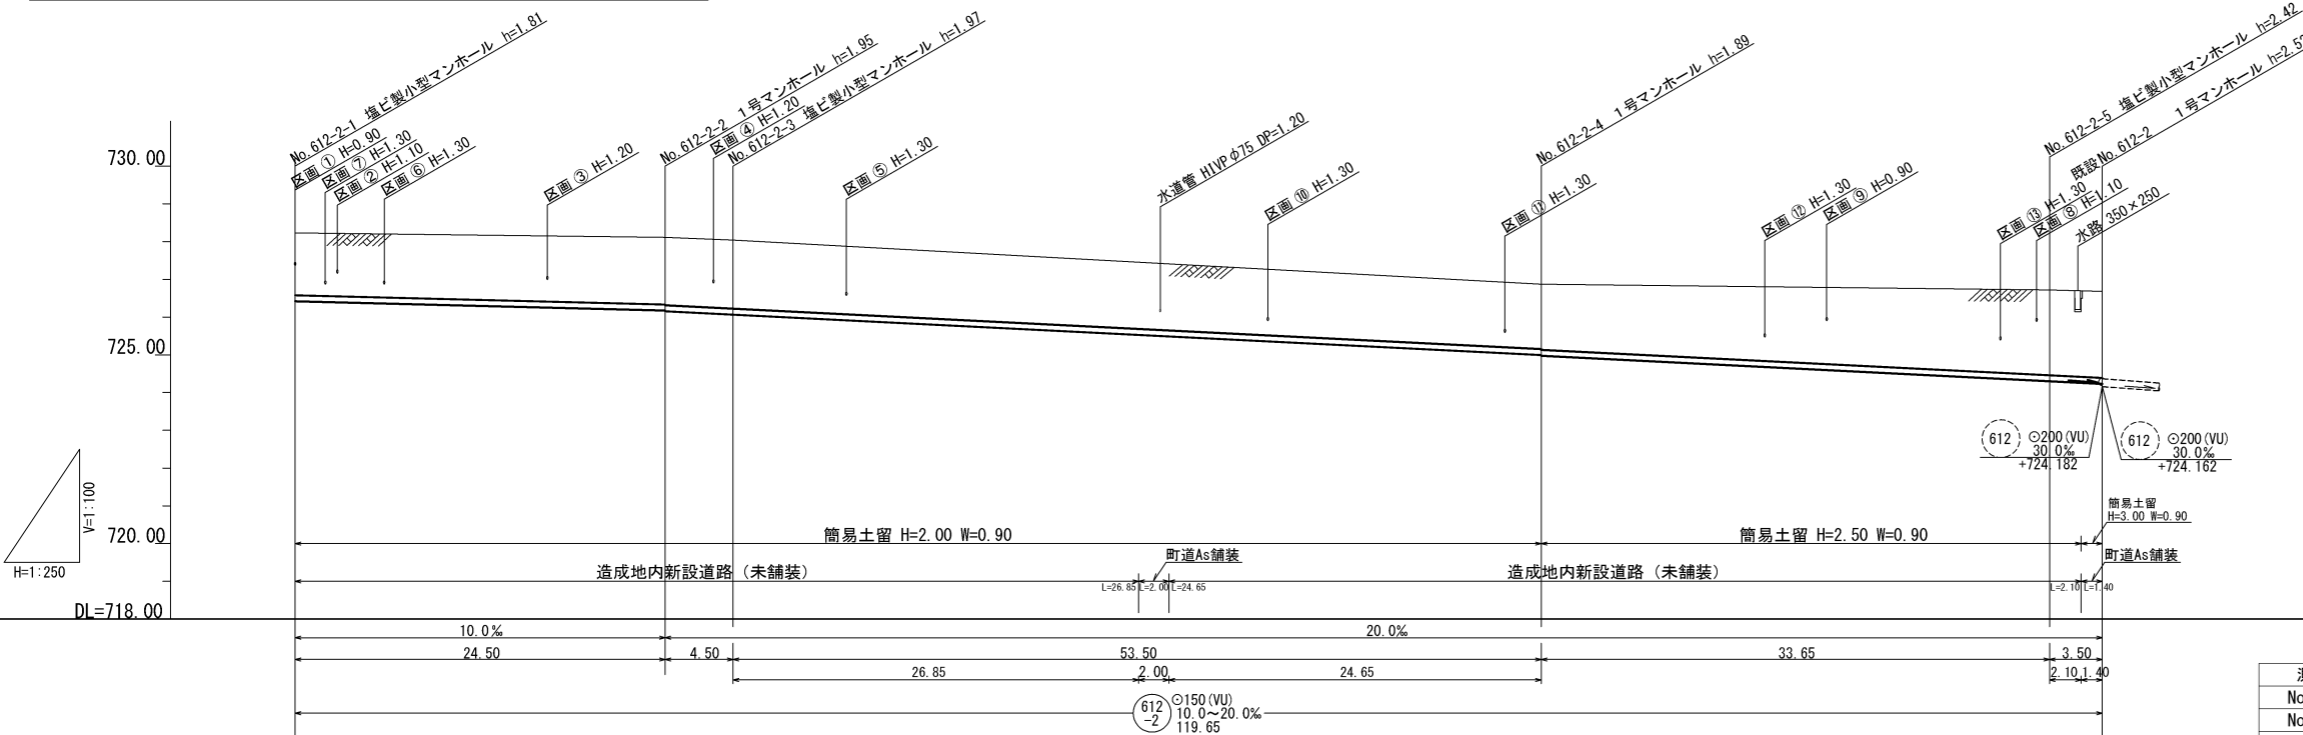 No.612-2-1 塩ビ製小型マンホール h=1.81
区画 ① H=0.90
区画 ⑦ H=1.30
区画 ② H=1.10
区画 ⑥ H=1.30
区画 ③ H=1.20
No.612-2-2 1号マンホール h=1.95
区画 ④ H=1.20
No.612-2-3 塩ビ製小型マンホール h=1.97
区画 ⑤ H=1.30
水道管 HIVPφ75 DP=1.20
区画 ⑩ H=1.30
区画 ⑪ H=1.30
No.612-2-4 1号マンホール h=1.89
区画 ⑫ H=1.30
区画 ⑨ H=0.90
区画 ⑬ H=1.30
区画 ⑧ H=1.10
水路 350×250
No.612-2-5 塩ビ製小型マンホール h=2.42
既設No.612-2 1号マンホール
730.00
725.00
720.00
DL=718.00
V=1:100
H=1:250
612 ⊙200(VU)
30.0‰
+724.182
612 ⊙200(VU)
30.0‰
+724.162
簡易土留 H=2.00 W=0.90
簡易土留 H=2.50 W=0.90
簡易土留
H=3.00 W=0.90
造成地内新設道路（未舗装）
町道As舗装
造成地内新設道路（未舗装）
町道As舗装
L=26.85 L=2.00 L=24.65
L=2.10 L=1.40
10.0‰ 20.0‰
24.50 4.50 53.50 33.65 3.50
26.85 2.00 24.65 2.10 1.40
612
-2
⊙150(VU)
10.0～20.0‰
119.65
No
No